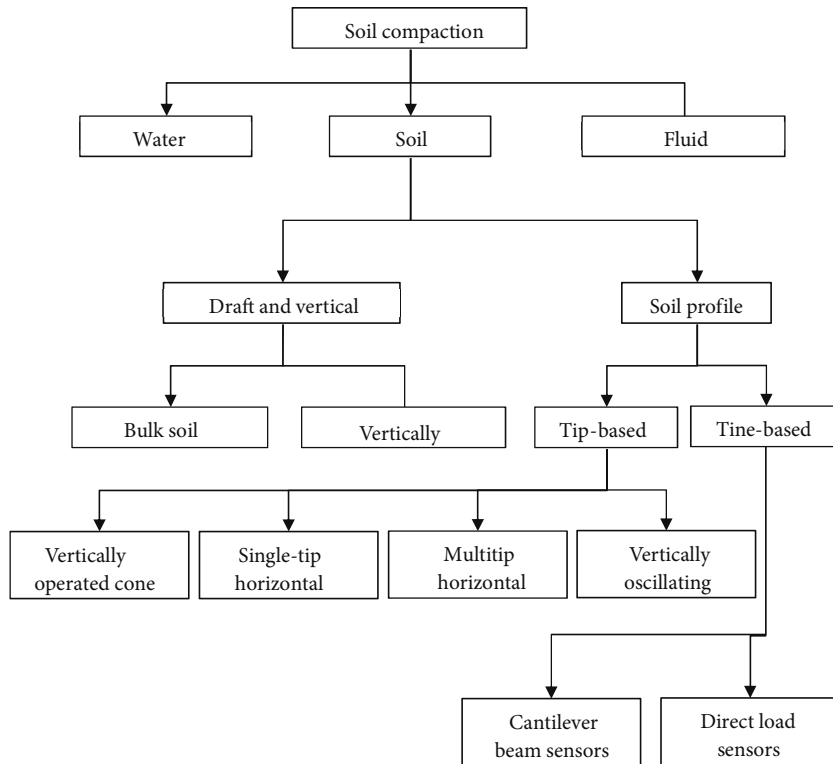 Soil compaction
Water
Soil
Fluid
Draft and vertical
Soil profile
Bulk soil
Vertically
Tip-based
Tine-based
Vertically
operated cone
Single-tip
horizontal
Multitip
horizontal
Vertically
oscillating
Cantilever
beam sensors
Direct load
sensors